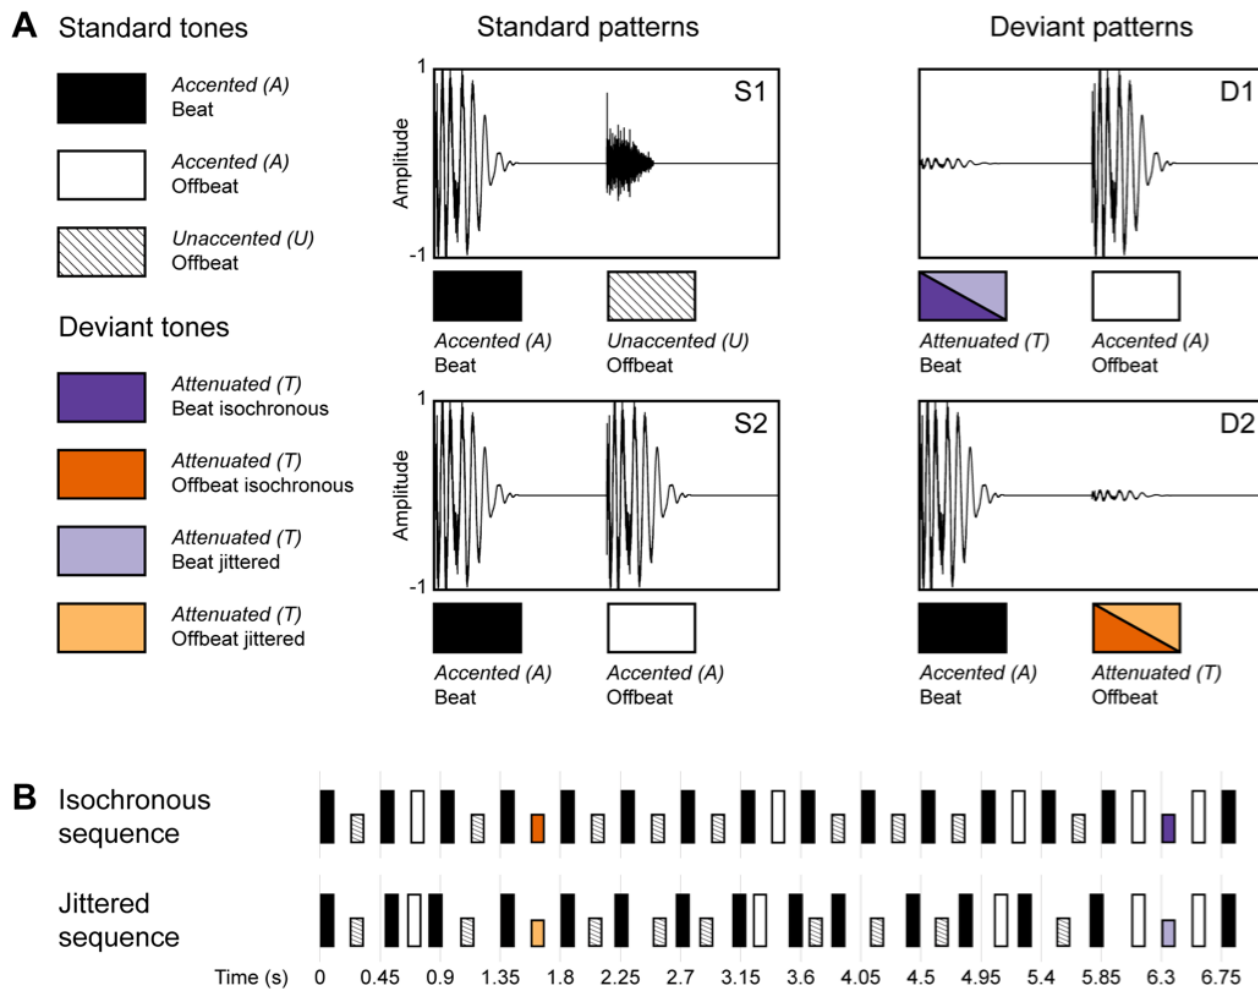 A
Standard tones
Accented (A)
Beat
Accented (A)
Offbeat
Unaccented (U)
Offbeat
Deviant tones
Attenuated (T)
Beat isochronous
Attenuated (T)
Offbeat isochronous
Attenuated (T)
Beat jittered
Attenuated (T)
Offbeat jittered
Standard patterns
Amplitude
1
-1
S1
Accented (A)
Beat
Unaccented (U)
Offbeat
Amplitude
1
-1
S2
Accented (A)
Beat
Accented (A)
Offbeat
Deviant patterns
D1
Attenuated (T)
Beat
Accented (A)
Offbeat
D2
Accented (A)
Beat
Attenuated (T)
Offbeat
B
Isochronous
sequence
Jittered
sequence
Time (s) 0 0.45 0.9 1.35 1.8 2.25 2.7 3.15 3.6 4.05 4.5 4.95 5.4 5.85 6.3 6.75